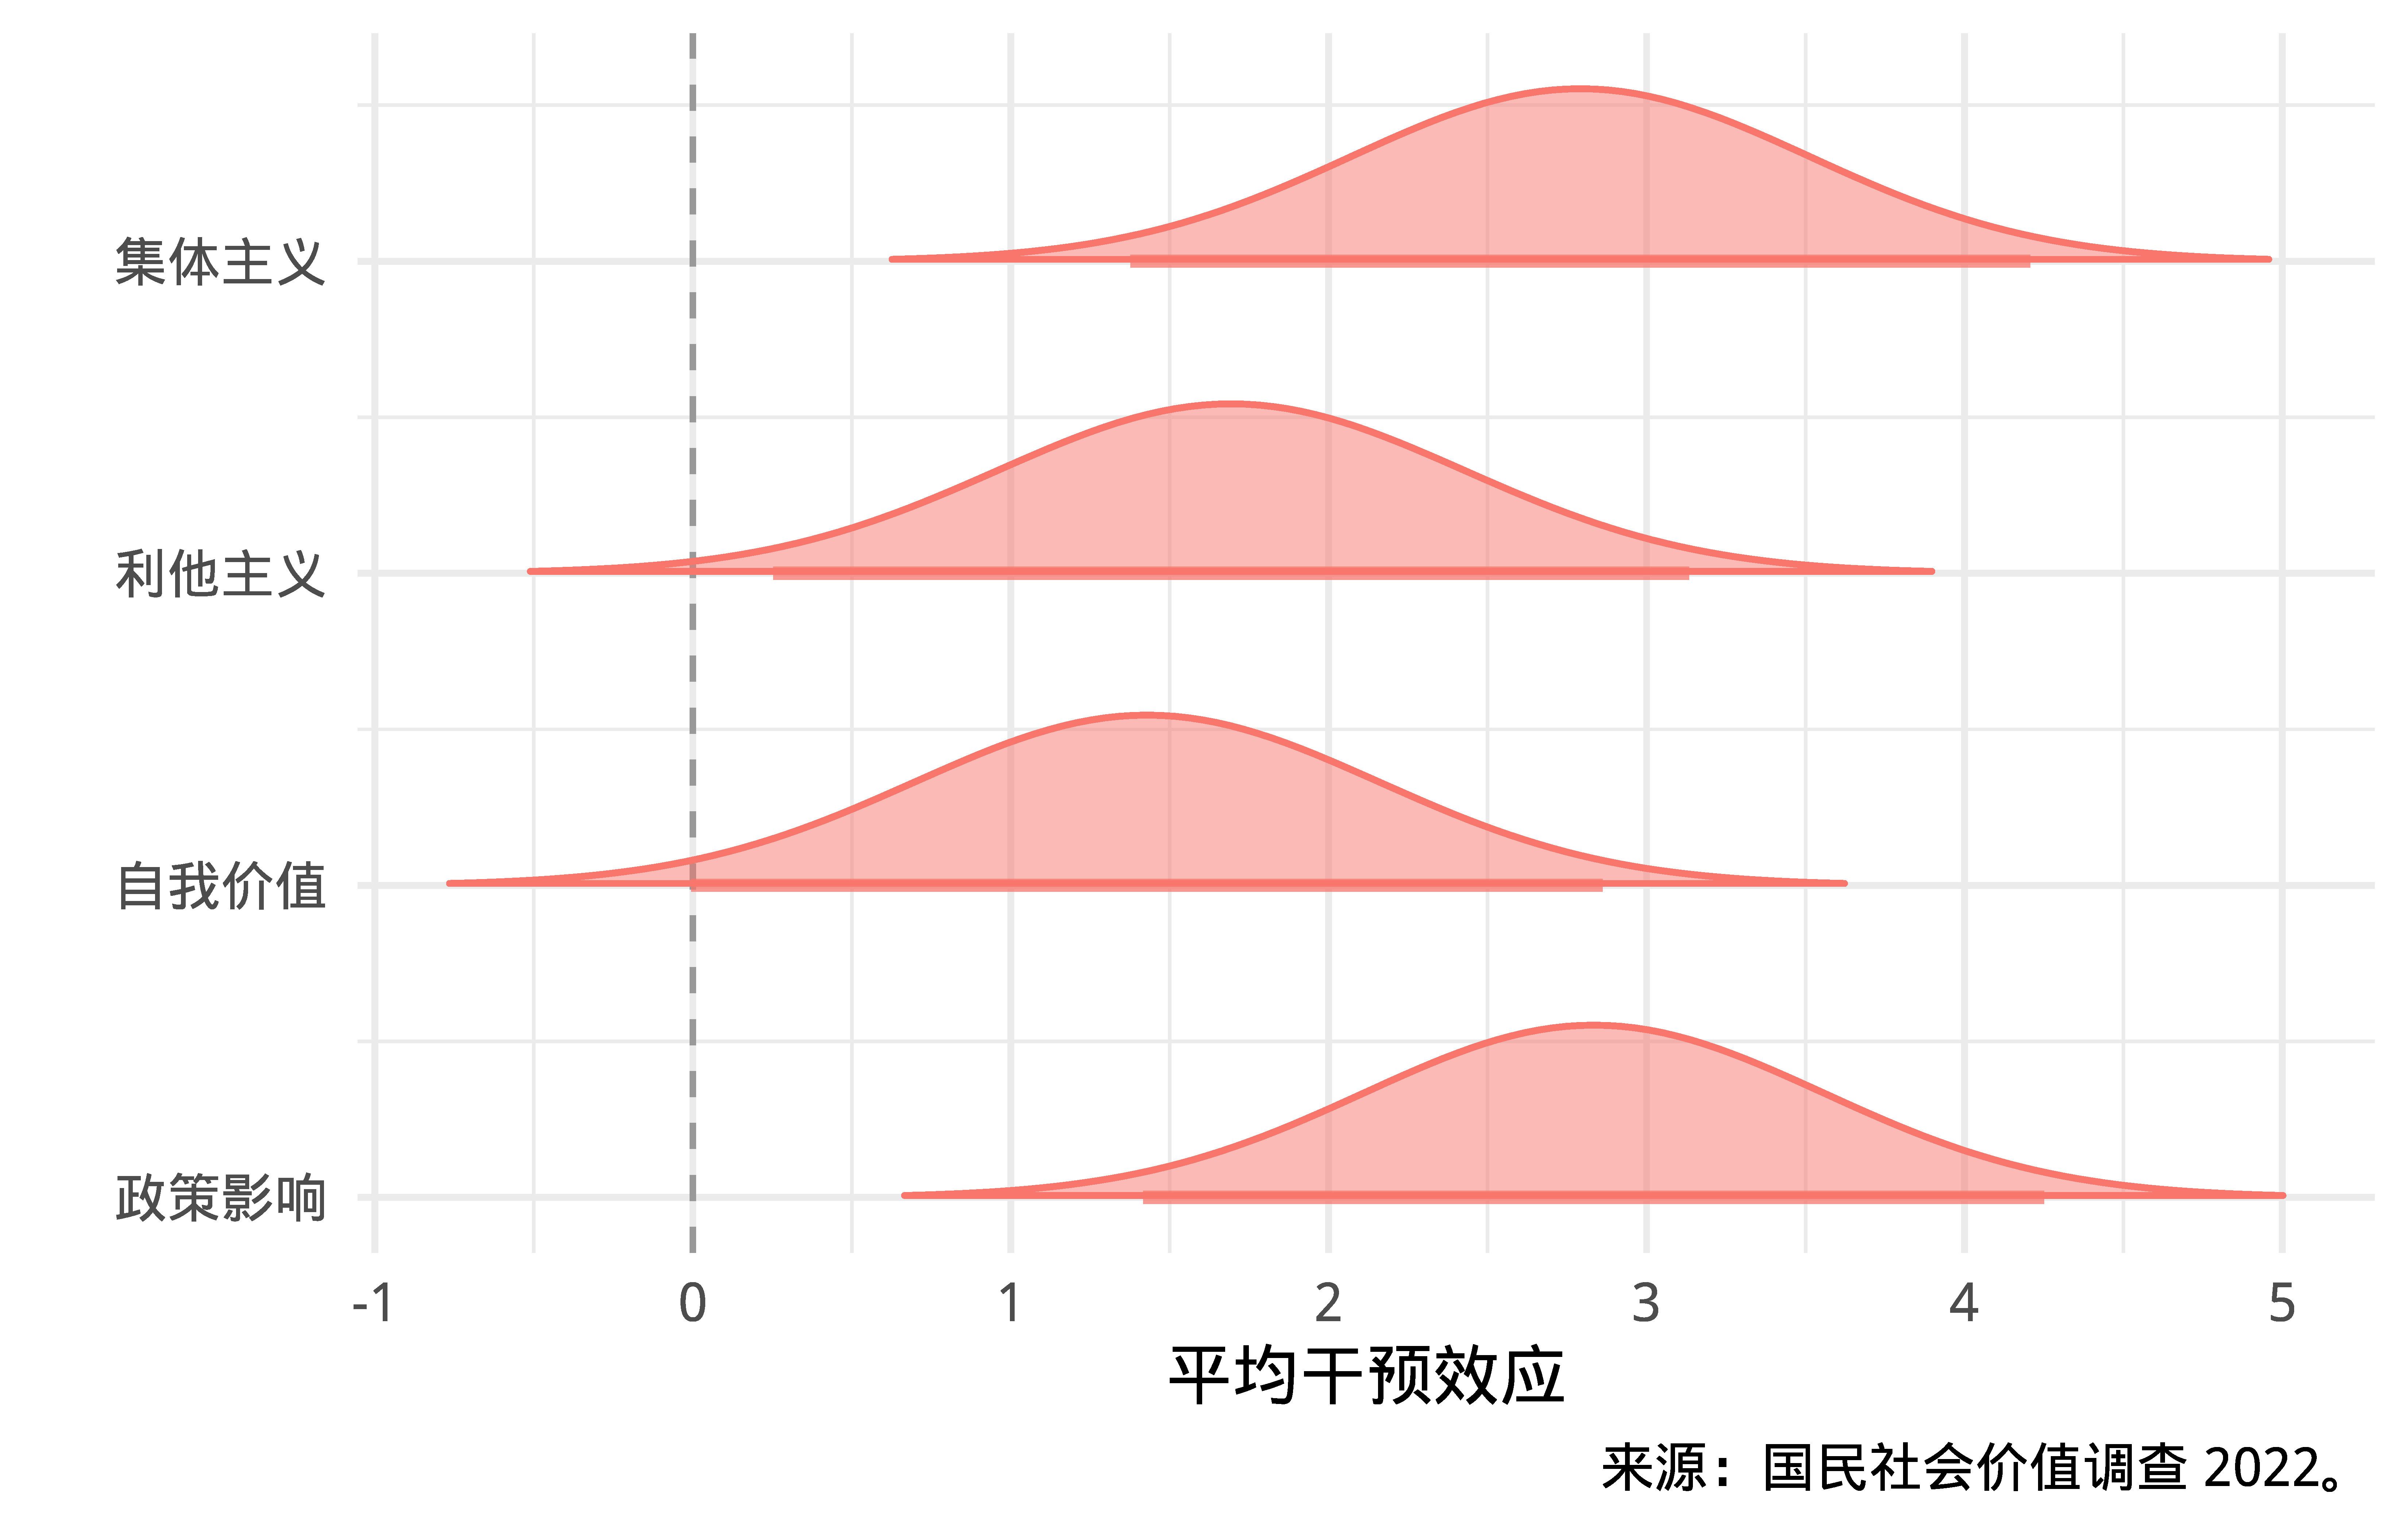 集体主义
利他主义
自我价值
政策影响
-1 0 1 2 3 4 5
平均干预效应
来源：国民社会价值调查 2022。